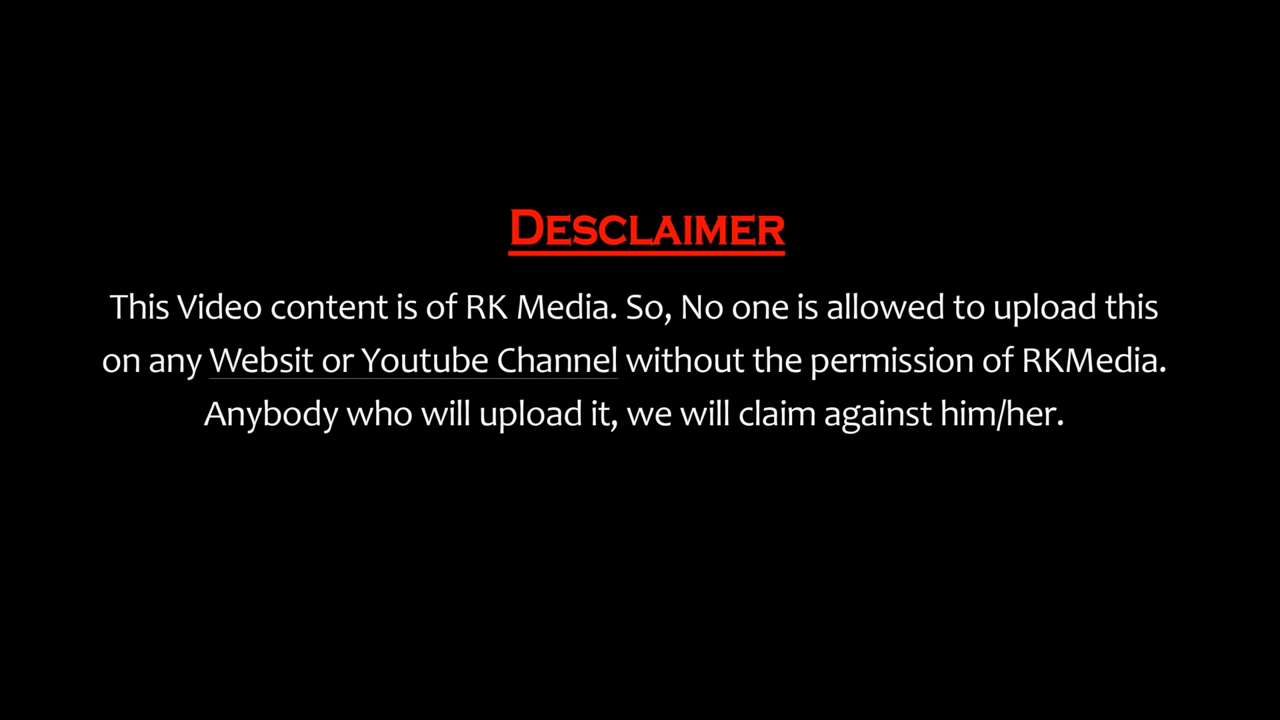 DESCLAIMER
This Video content is of RK Media. So, No one is allowed to upload this
on any Websit or Youtube Channel without the permission of RKMedia.
Anybody who will upload it, we will claim against him/her.